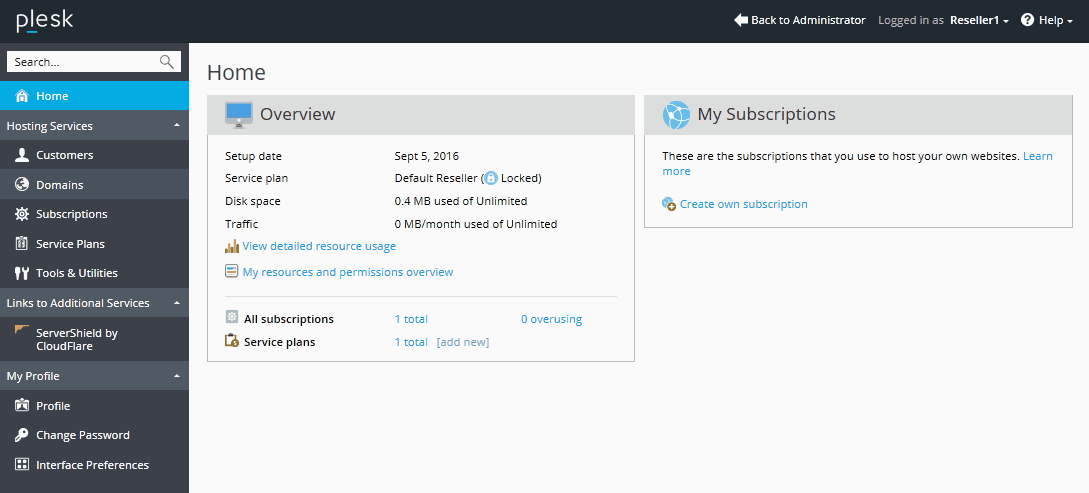 plesk
Back to Administrator Logged in as Reseller1 Help
Search...
Home
Hosting Services
Customers
Domains
Subscriptions
Service Plans
Tools & Utilities
Links to Additional Services
ServerShield by
CloudFlare
My Profile
Profile
Change Password
Interface Preferences
Home
Overview
Setup date Sept 5, 2016
Service plan Default Reseller ( Locked)
Disk space 0.4 MB used of Unlimited
Traffic 0 MB/month used of Unlimited
View detailed resource usage
My resources and permissions overview
All subscriptions 1 total 0 overusing
Service plans 1 total [add new]
My Subscriptions
These are the subscriptions that you use to host your own websites. Learn
more
Create own subscription